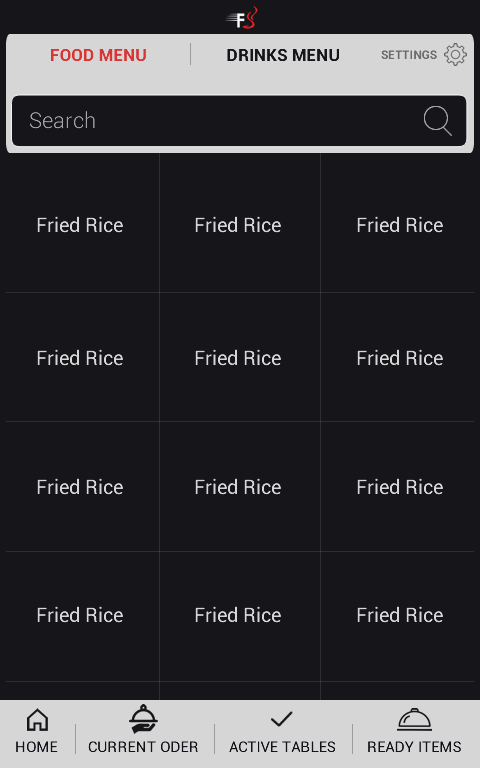 FS
FOOD MENU DRINKS MENU SETTINGS
Search
Fried Rice Fried Rice Fried Rice
Fried Rice Fried Rice Fried Rice
Fried Rice Fried Rice Fried Rice
Fried Rice Fried Rice Fried Rice
HOME CURRENT ODER ACTIVE TABLES READY ITEMS